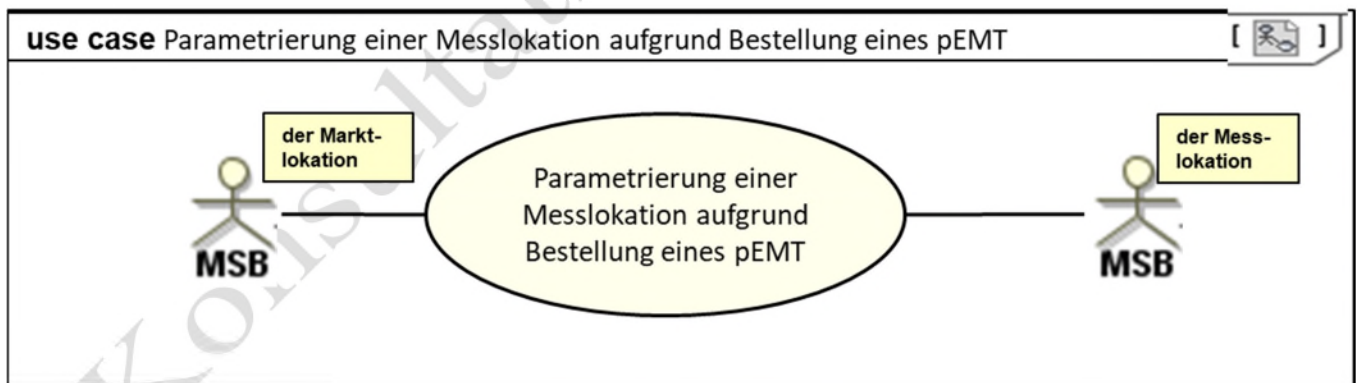 use case Parametrierung einer Messlokation aufgrund Bestellung eines pEMT
[ ]
der Markt-
lokation
der Mess-
lokation
Parametrierung einer
Messlokation aufgrund
Bestellung eines pEMT
MSB
MSB